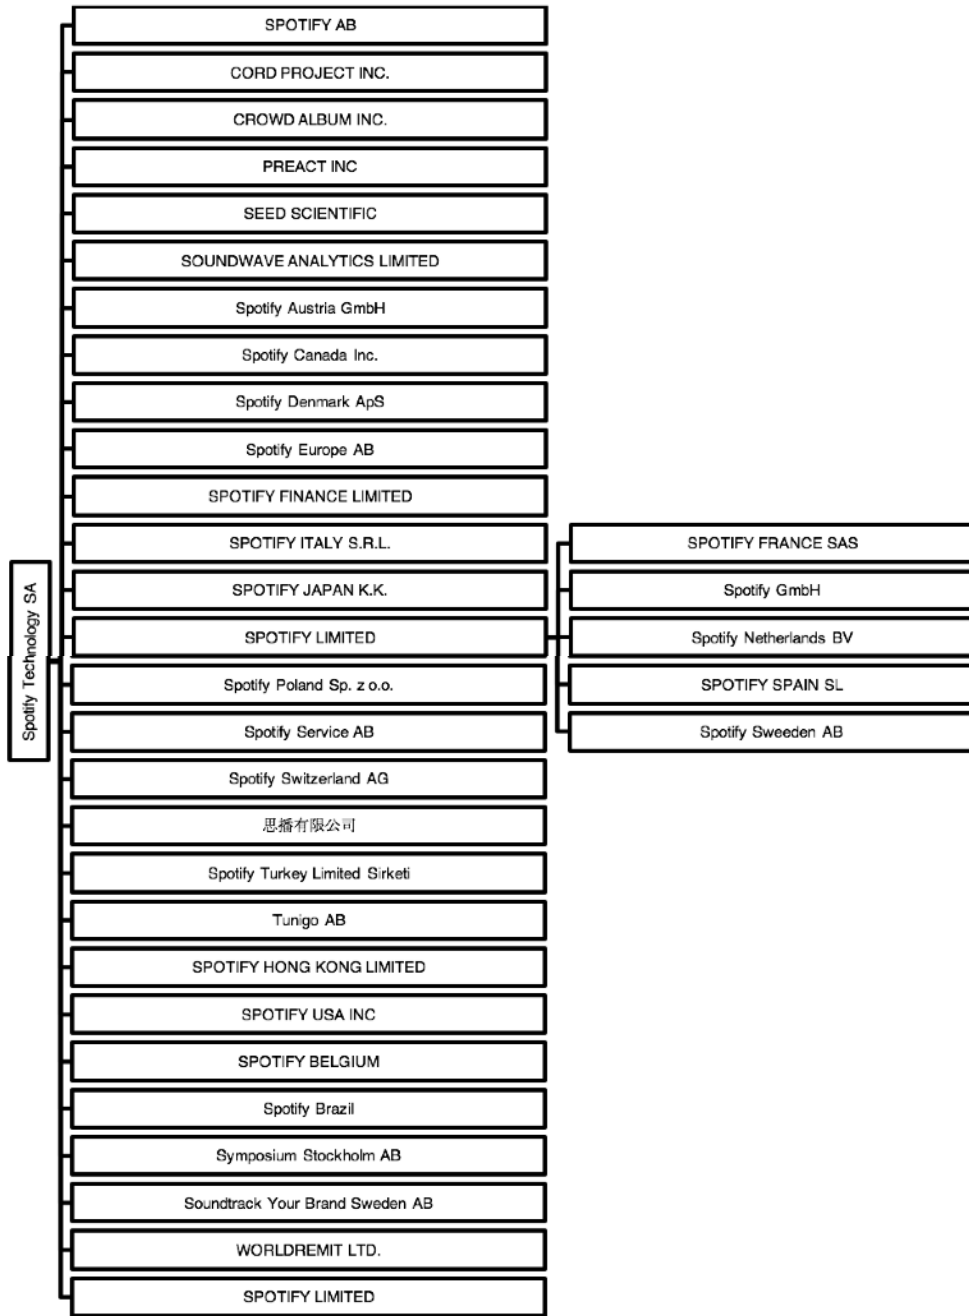 SPOTIFY AB
CORD PROJECT INC.
CROWD ALBUM INC.
PREACT INC
SEED SCIENTIFIC
SOUNDWAVE ANALYTICS LIMITED
Spotify Austria GmbH
Spotify Canada Inc.
Spotify Denmark ApS
Spotify Europe AB
SPOTIFY FINANCE LIMITED
SPOTIFY ITALY S.R.L.
SPOTIFY JAPAN K.K.
SPOTIFY LIMITED
Spotify Poland Sp. z o.o.
Spotify Service AB
Spotify Switzerland AG
思播有限公司
Spotify Turkey Limited Sirketi
Tunigo AB
SPOTIFY HONG KONG LIMITED
SPOTIFY USA INC
SPOTIFY BELGIUM
Spotify Brazil
Symposium Stockholm AB
Soundtrack Your Brand Sweden AB
WORLDREMIT LTD.
SPOTIFY LIMITED
Spotify Technology SA
SPOTIFY FRANCE SAS
Spotify GmbH
Spotify Netherlands BV
SPOTIFY SPAIN SL
Spotify Sweeden AB